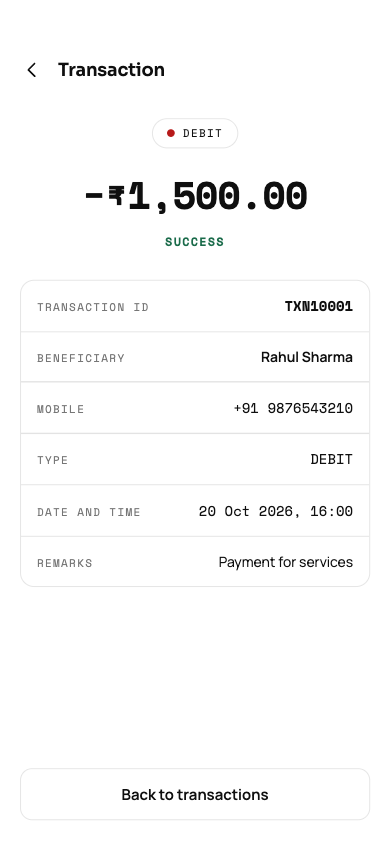 Transaction
DEBIT
-₹1,500.00
SUCCESS
TRANSACTION ID TXN10001
BENEFICIARY Rahul Sharma
MOBILE +91 9876543210
TYPE DEBIT
DATE AND TIME 20 Oct 2026, 16:00
REMARKS Payment for services
Back to transactions